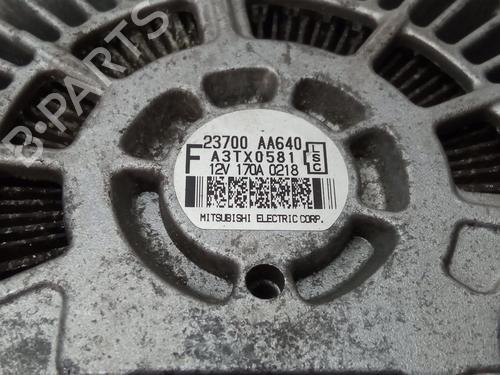 B-PARTS
23700 AA640
F A3TX0581
12V 170A 0218
L
S
C
MITSUBISHI ELECTRIC CORP.